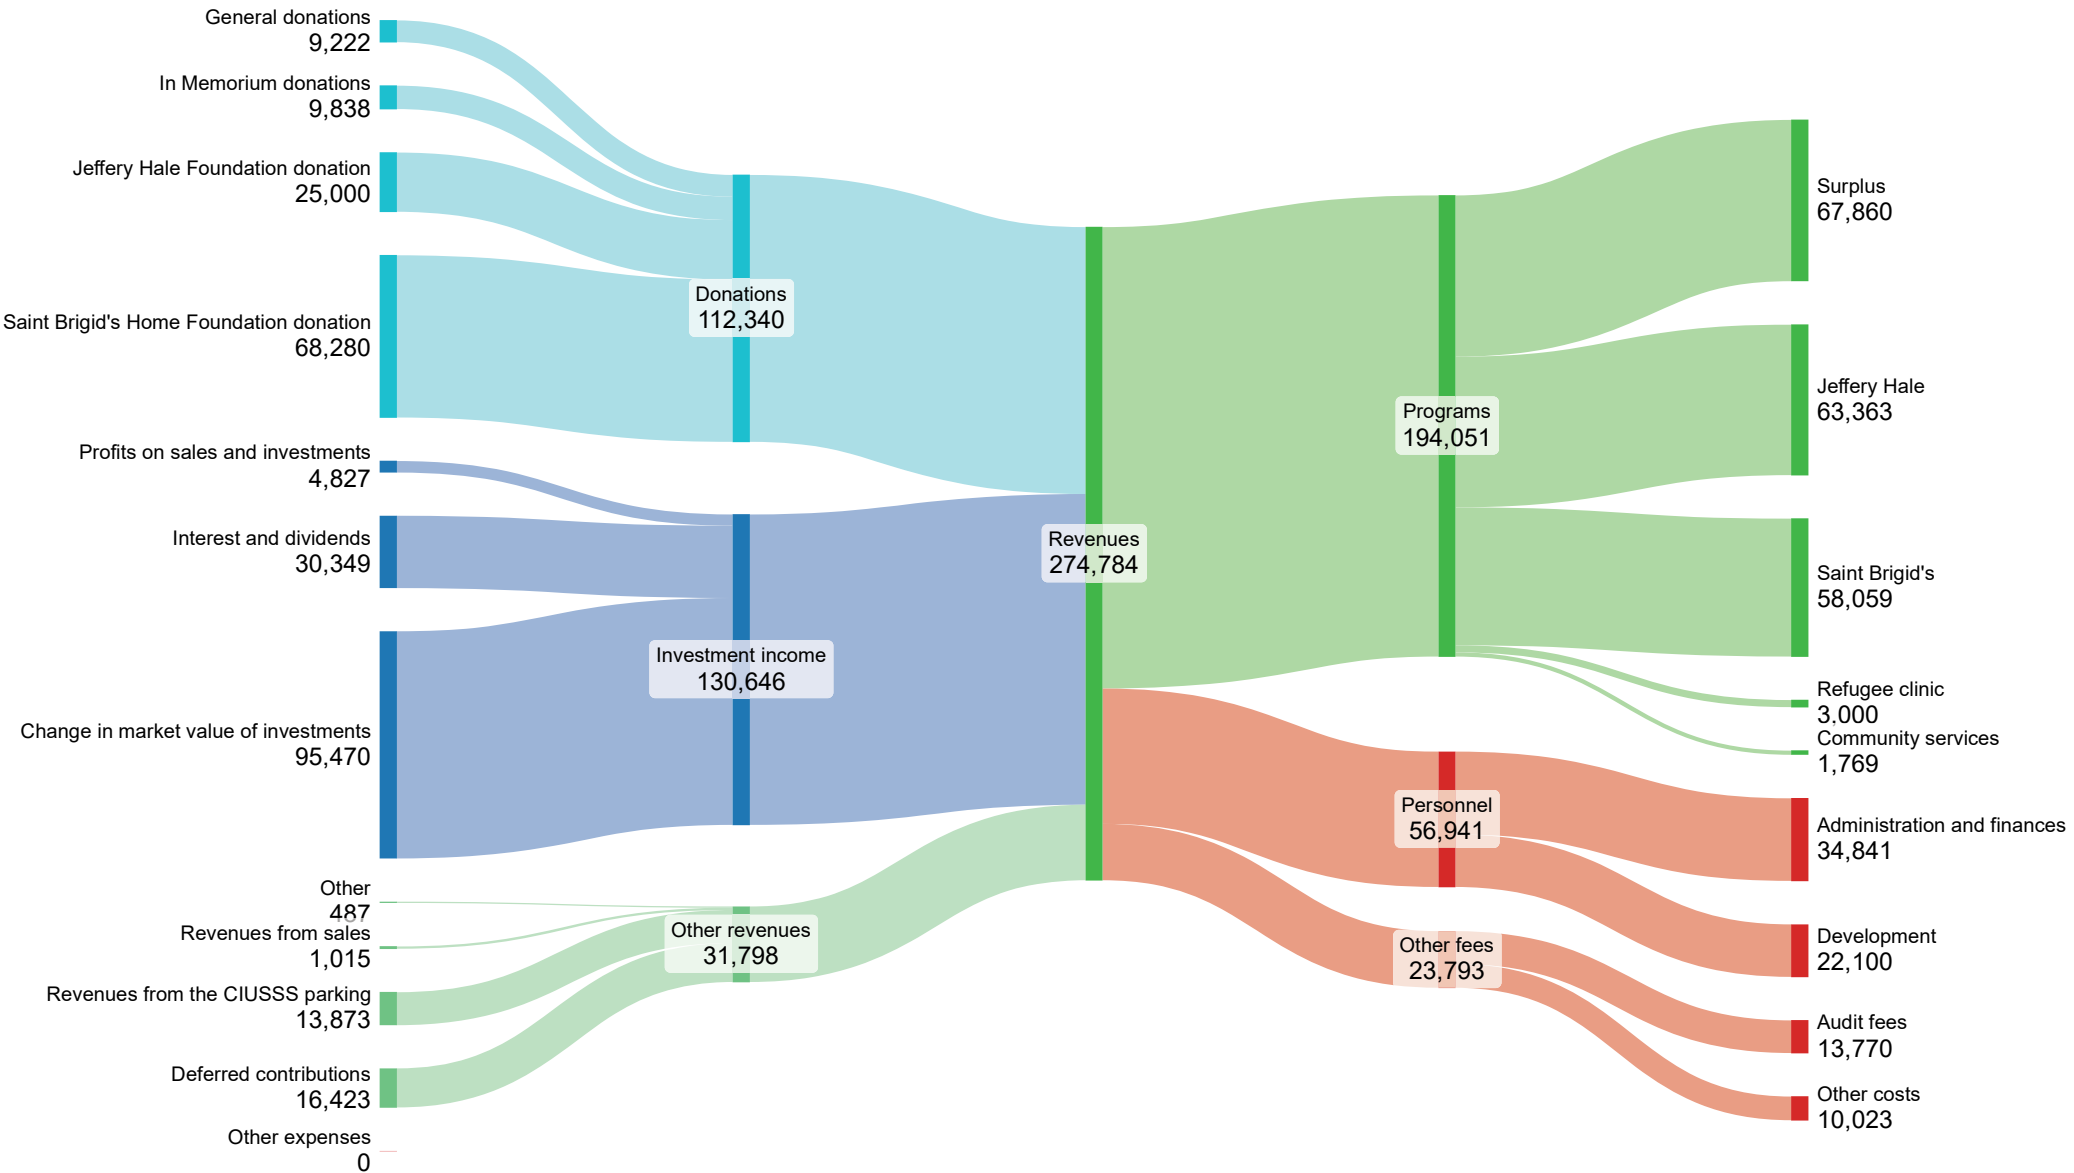 General donations
9,222
In Memorium donations
9,838
Jeffery Hale Foundation donation
25,000
Saint Brigid's Home Foundation donation
68,280
Profits on sales and investments
4,827
Interest and dividends
30,349
Change in market value of investments
95,470
Other
487
Revenues from sales
1,015
Revenues from the CIUSSS parking
13,873
Deferred contributions
16,423
Other expenses
0
Donations
112,340
Investment income
130,646
Other revenues
31,798
Revenues
274,784
Programs
194,051
Personnel
56,941
Other fees
23,793
Surplus
67,860
Jeffery Hale
63,363
Saint Brigid's
58,059
Refugee clinic
3,000
Community services
1,769
Administration and finances
34,841
Development
22,100
Audit fees
13,770
Other costs
10,023